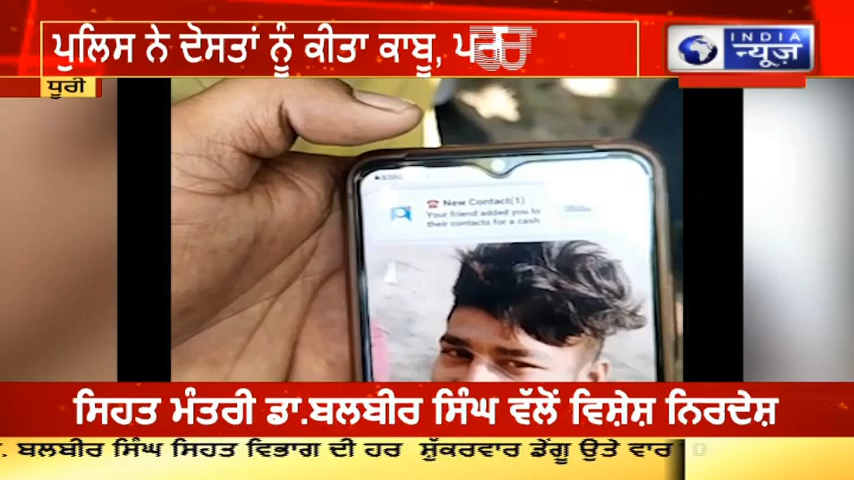 ਪੁਲਿਸ ਨੇ ਦੋਸਤਾਂ ਨੂੰ ਕੀਤਾ ਕਾਬੂ,
INDIA
न्यूज़
ਧੂਰੀ
New Contact(1)
Your friend added you to
their contacts for a cash
ਸਿਹਤ ਮੰਤਰੀ ਡਾ.ਬਲਬੀਰ ਸਿੰਘ ਵੱਲੋਂ ਵਿਸ਼ੇਸ਼ ਨਿਰਦੇਸ਼
. ਬਲਬੀਰ ਸਿੰਘ ਸਿਹਤ ਵਿਭਾਗ ਦੀ ਹਰ ਸ਼ੁੱਕਰਵਾਰ ਡੇਂਗੂ ਉਤੇ ਵਾਰ